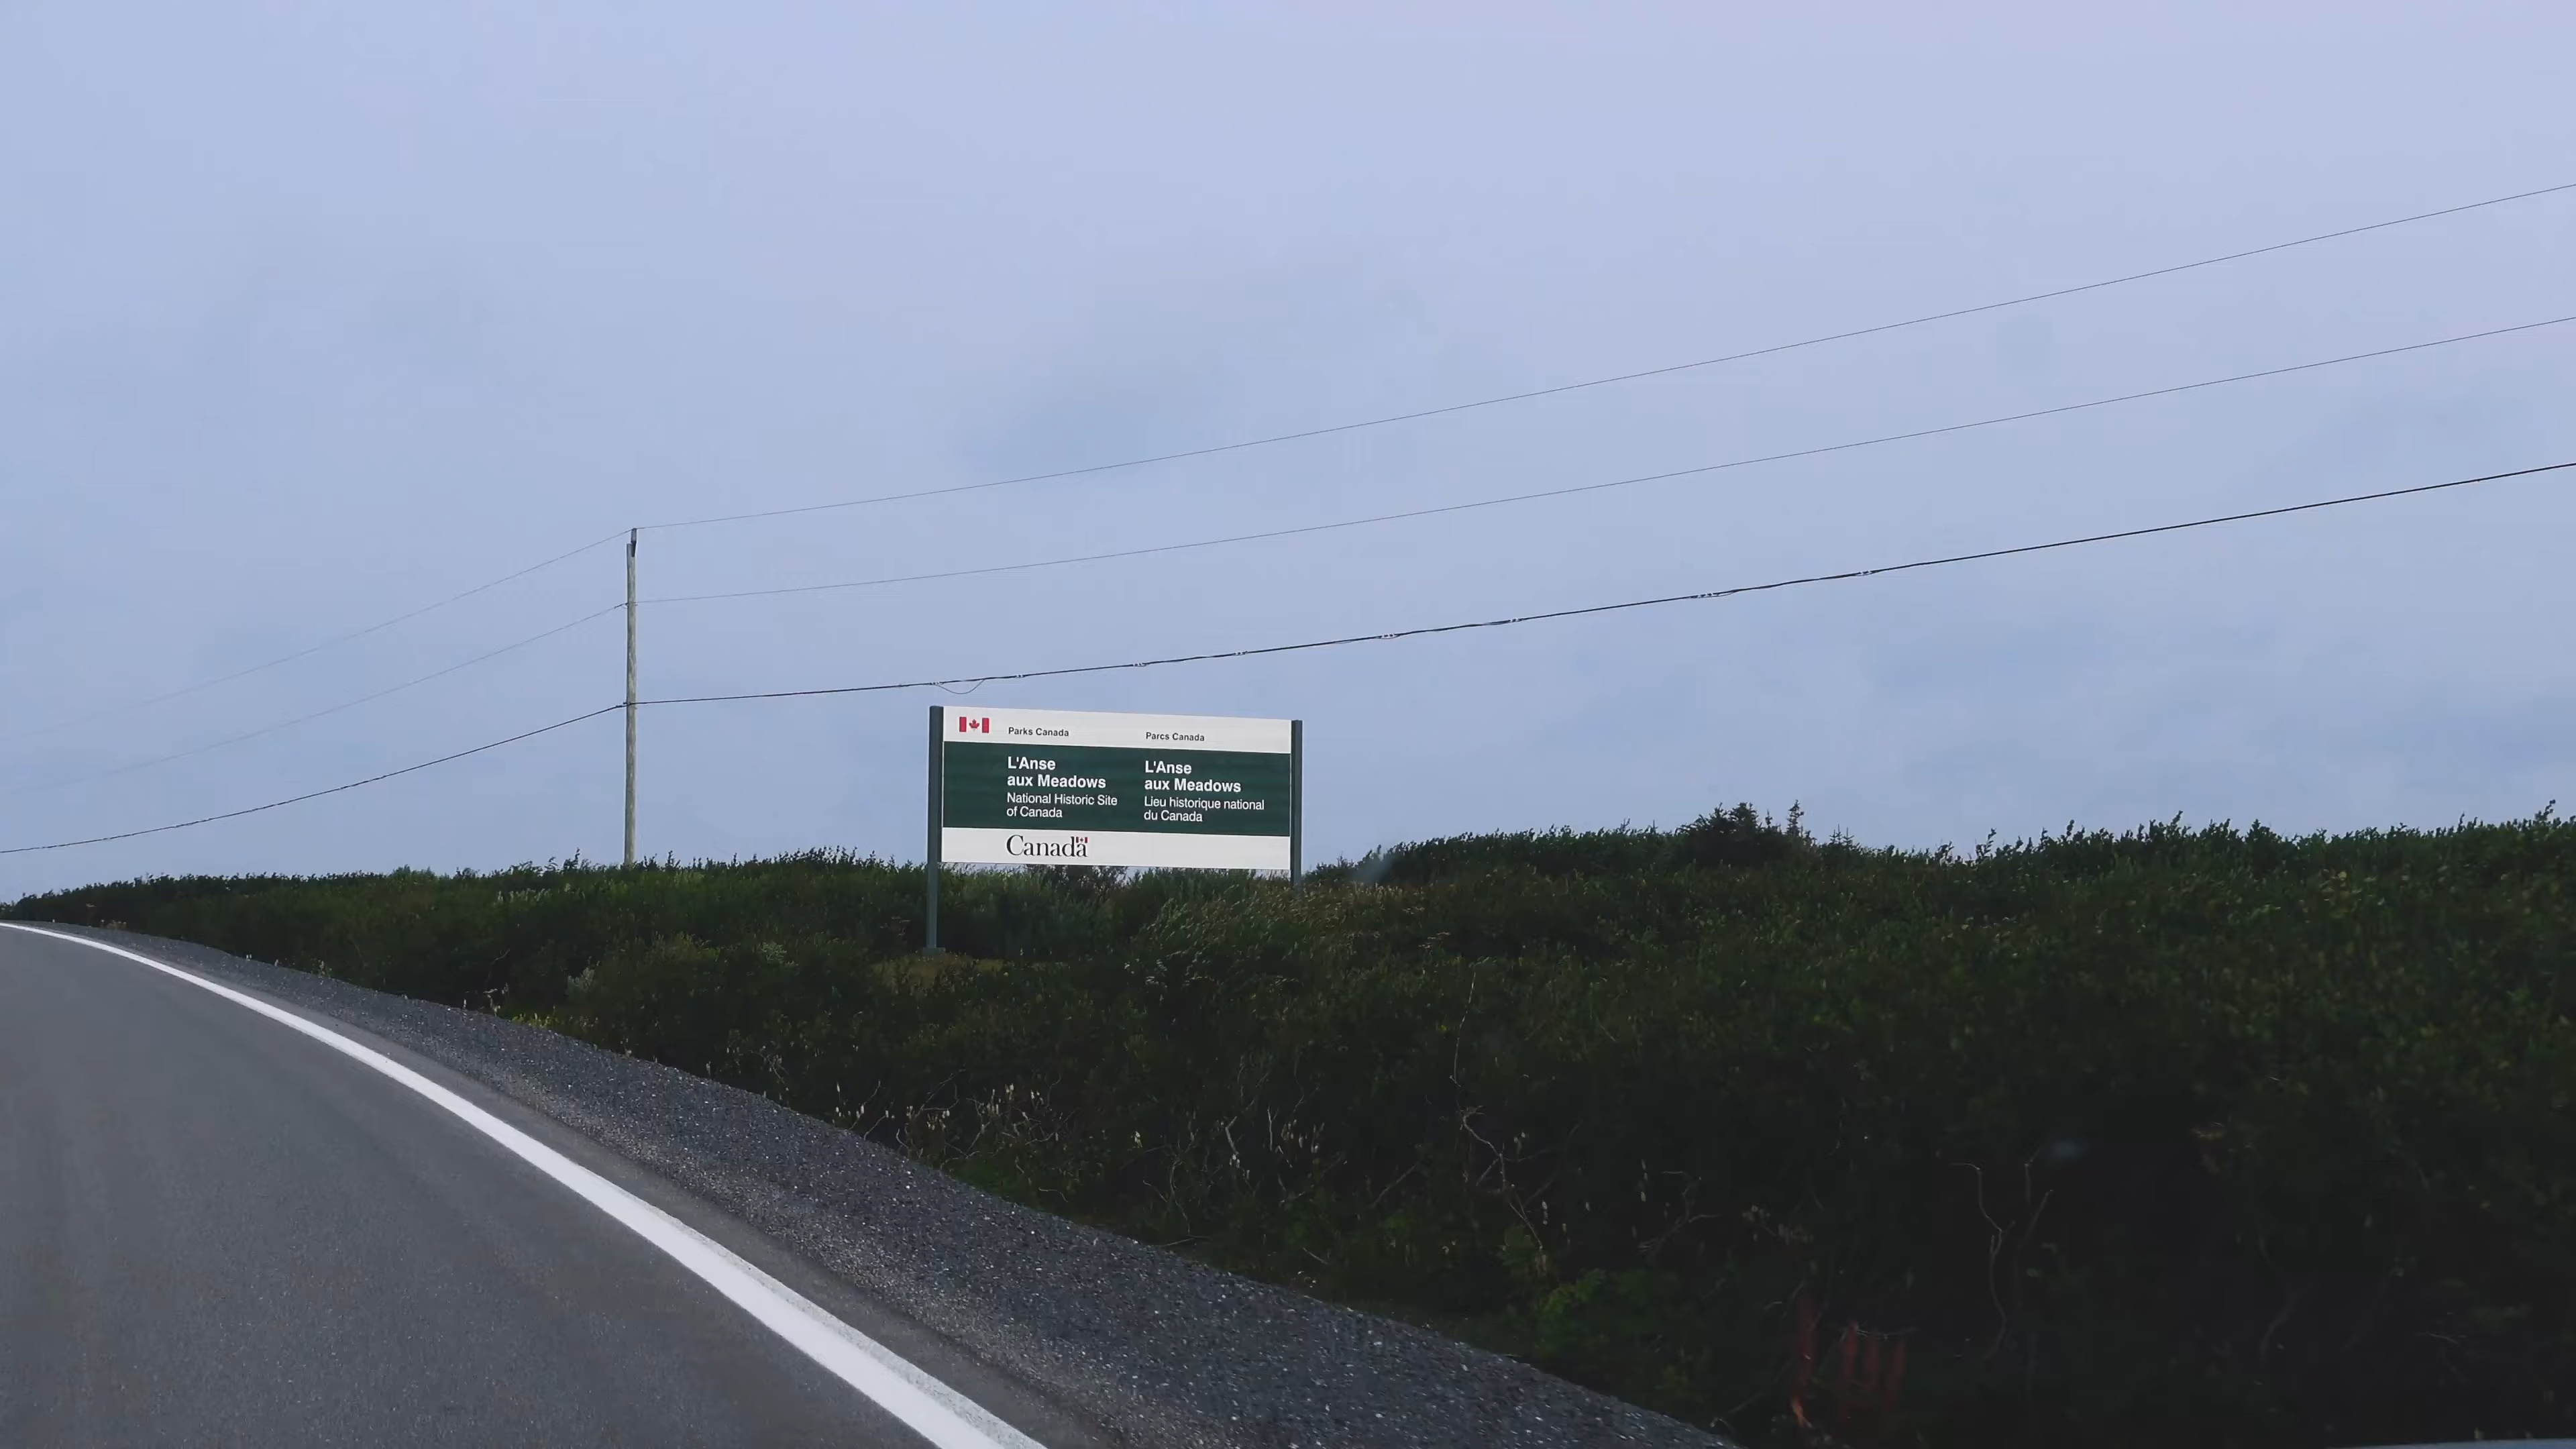 Parks Canada
Parcs Canada
L'Anse
aux Meadows
National Historic Site
of Canada
L'Anse
aux Meadows
Lieu historique national
du Canada
Canada